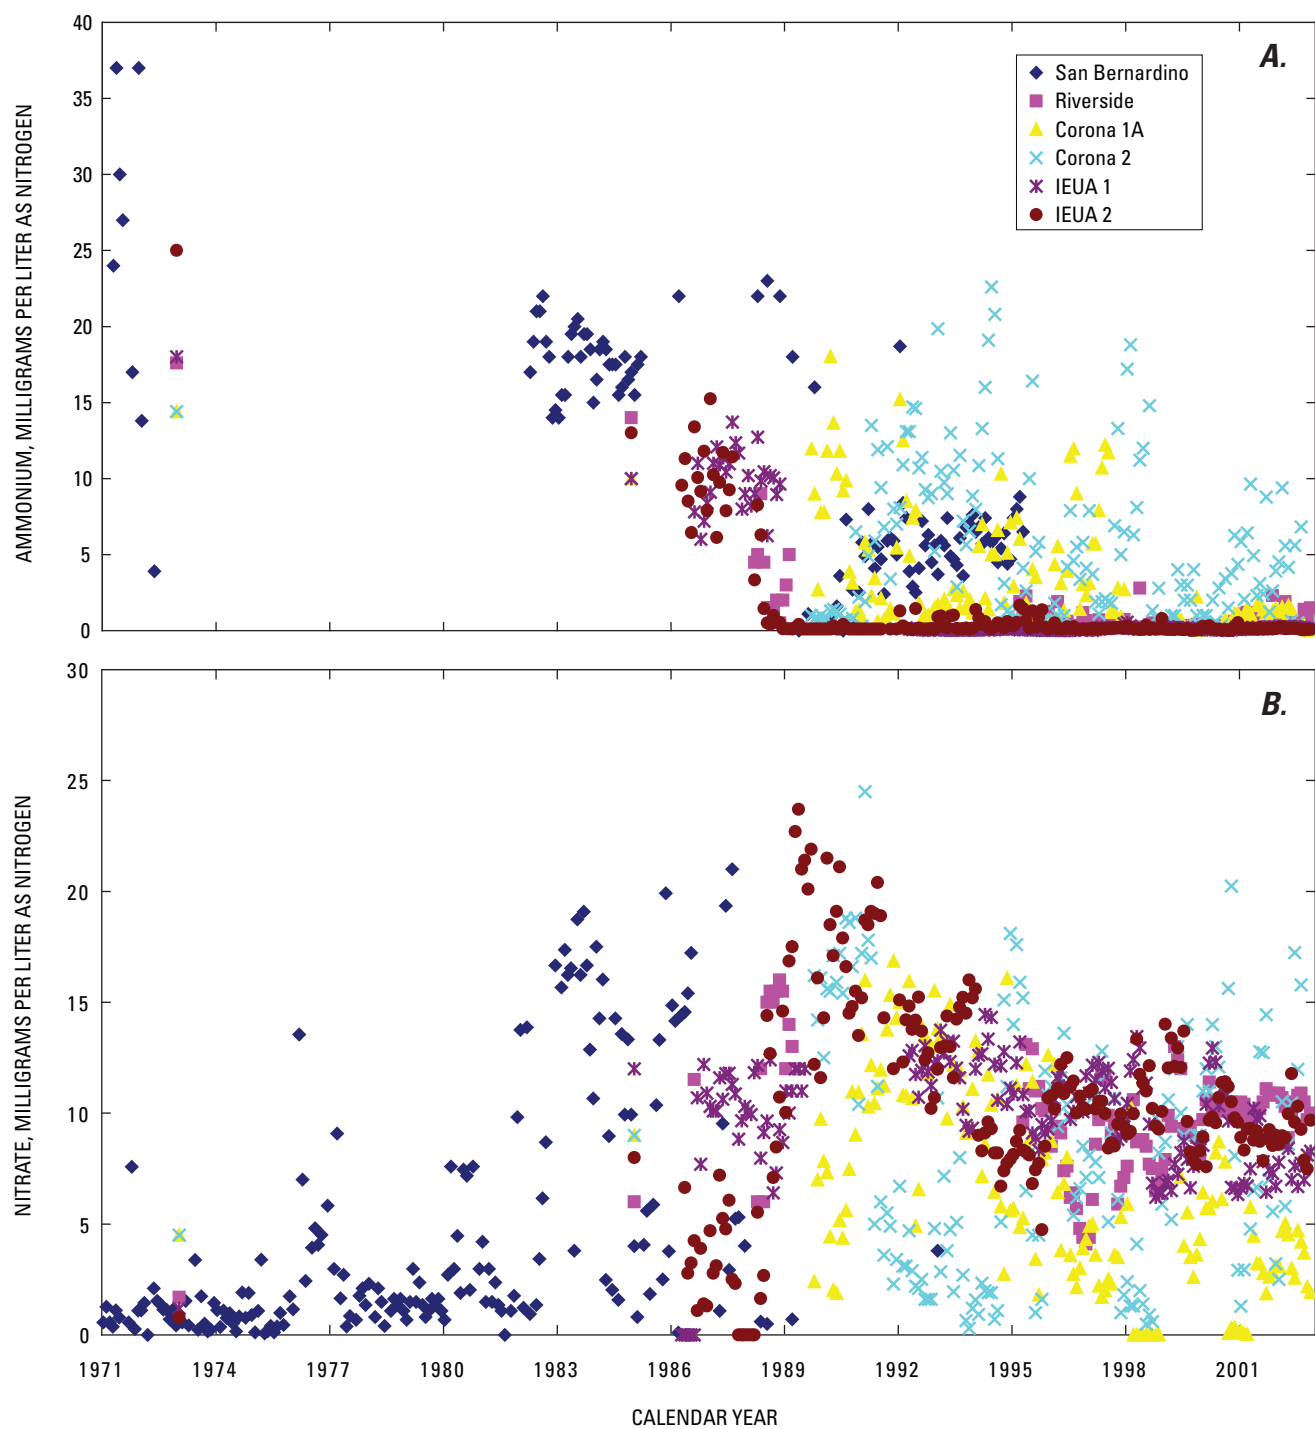 A.
AMMONIUM, MILLIGRAMS PER LITER AS NITROGEN
40
35
30
25
20
15
10
5
0
San Bernardino
Riverside
Corona 1A
Corona 2
IEUA 1
IEUA 2
B.
NITRATE, MILLIGRAMS PER LITER AS NITROGEN
30
25
20
15
10
5
0
1971 1974 1977 1980 1983 1986 1989 1992 1995 1998 2001
CALENDAR YEAR